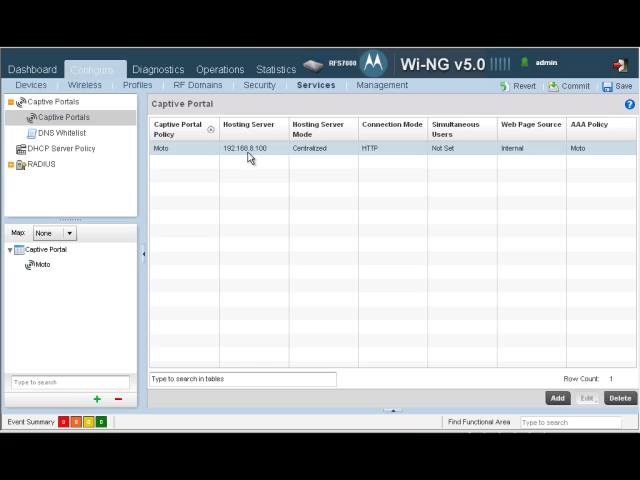 Dashboard Configure Diagnostics Operations Statistics RFS7000 Wi-NG v5.0 admin
Devices Wireless Profiles RF Domains Security Services Management Revert Commit Save
Captive Portals
Captive Portals
DNS Whitelist
DHCP Server Policy
RADIUS
Map: None
Captive Portal
Moto
Type to search
Captive Portal
Captive Portal Policy Hosting Server Hosting Server Mode Connection Mode Simultaneous Users Web Page Source AAA Policy
Moto 192.168.8.100 Centralized HTTP Not Set Internal Moto
Type to search in tables Row Count: 1
Add Edit Delete
Event Summary 0 0 0 0 Find Functional Area Type to search